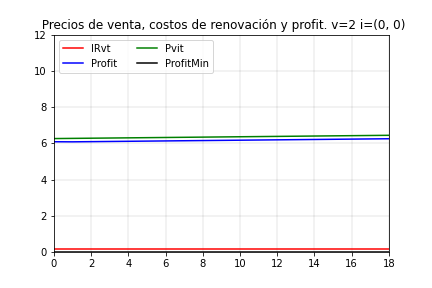 Precios de venta, costos de renovación y profit. v=2 i=(0, 0)
IRvt Pvit
Profit ProfitMin
12
10
8
6
4
2
0
0 2 4 6 8 10 12 14 16 18